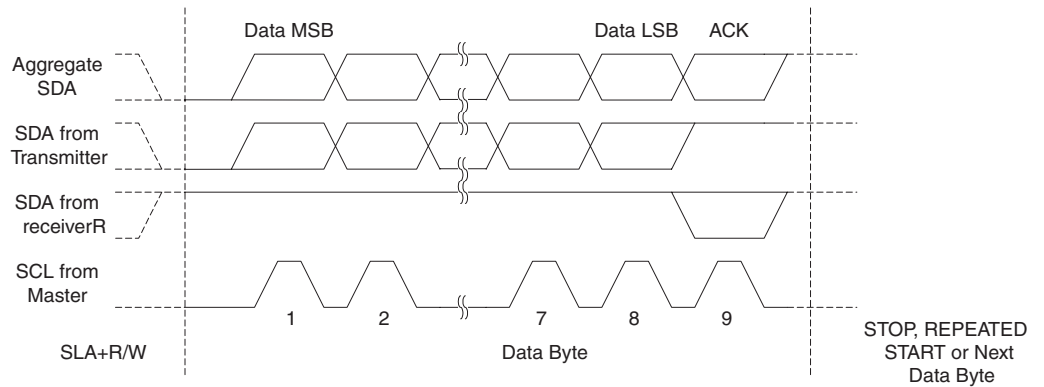 Data MSB
Data LSB
ACK
Aggregate
SDA
SDA from
Transmitter
SDA from
receiverR
SCL from
Master
1
2
7
8
9
SLA+R/W
Data Byte
STOP, REPEATED
START or Next
Data Byte